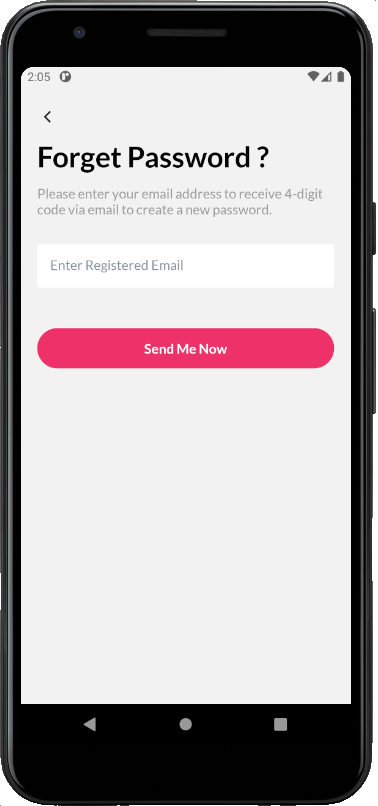 2:05
Forget Password ?
Please enter your email address to receive 4-digit
code via email to create a new password.
Enter Registered Email
Send Me Now